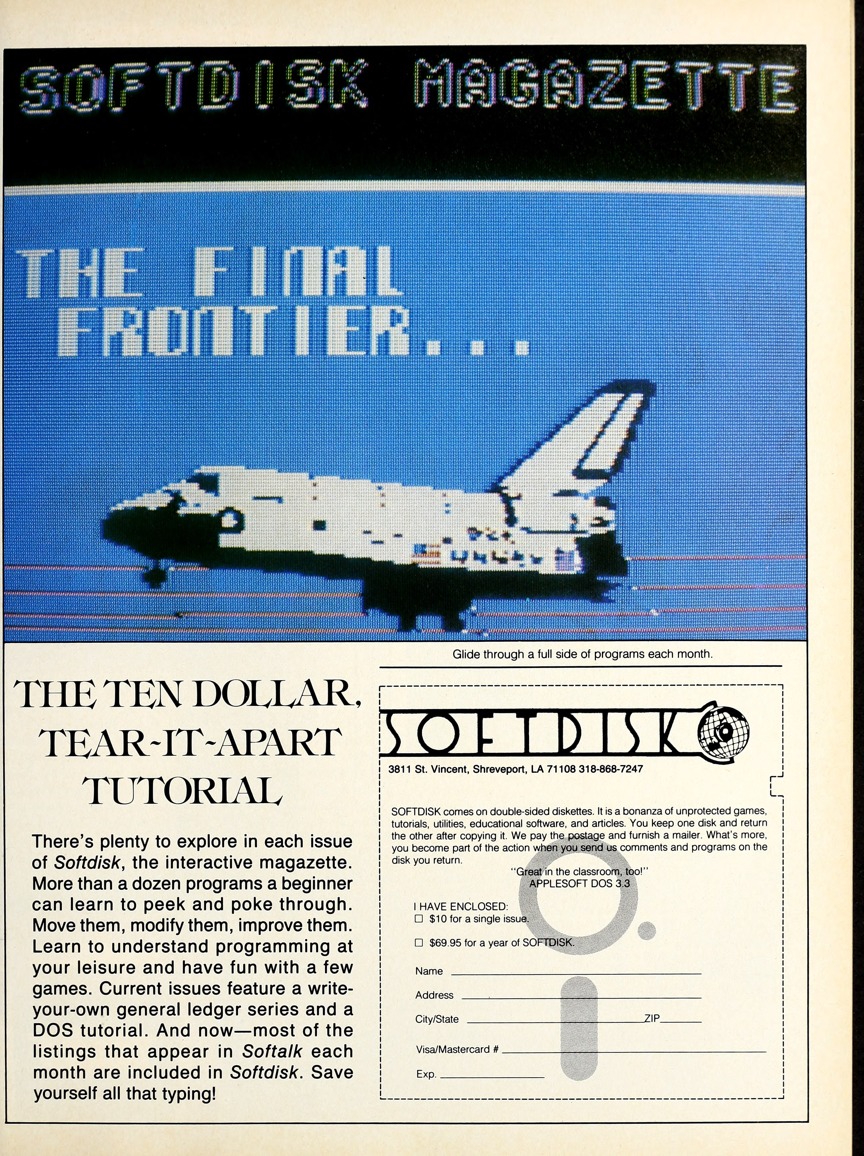 SOFTDISK MAGAZETTE
THE FINAL
FRONTIER...
Glide through a full side of programs each month.
THE TEN DOLLAR,
TEAR-IT-APART
TUTORIAL
There's plenty to explore in each issue
of Softdisk, the interactive magazette.
More than a dozen programs a beginner
can learn to peek and poke through.
Move them, modify them, improve them.
Learn to understand programming at
your leisure and have fun with a few
games. Current issues feature a write-
your-own general ledger series and a
DOS tutorial. And now—most of the
listings that appear in Softalk each
month are included in Softdisk. Save
yourself all that typing!
SOFTDISK
3811 St. Vincent, Shreveport, LA 71108 318-868-7247
SOFTDISK comes on double-sided diskettes. It is a bonanza of unprotected games,
tutorials, utilities, educational software, and articles. You keep one disk and return
the other after copying it. We pay the postage and furnish a mailer. What's more,
you become part of the action when you send us comments and programs on the
disk you return.
"Great in the classroom, too!"
APPLESOFT DOS 3.3
I HAVE ENCLOSED:
☐ $10 for a single issue.
☐ $69.95 for a year of SOFTDISK.
Name
Address
City/State ZIP
Visa/Mastercard #
Exp.